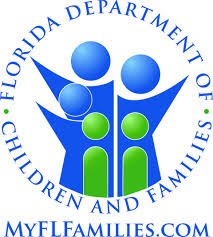 • FLORIDA DEPARTMENT OF •
CHILDREN AND FAMILIES
MYFLFAMILIES.COM